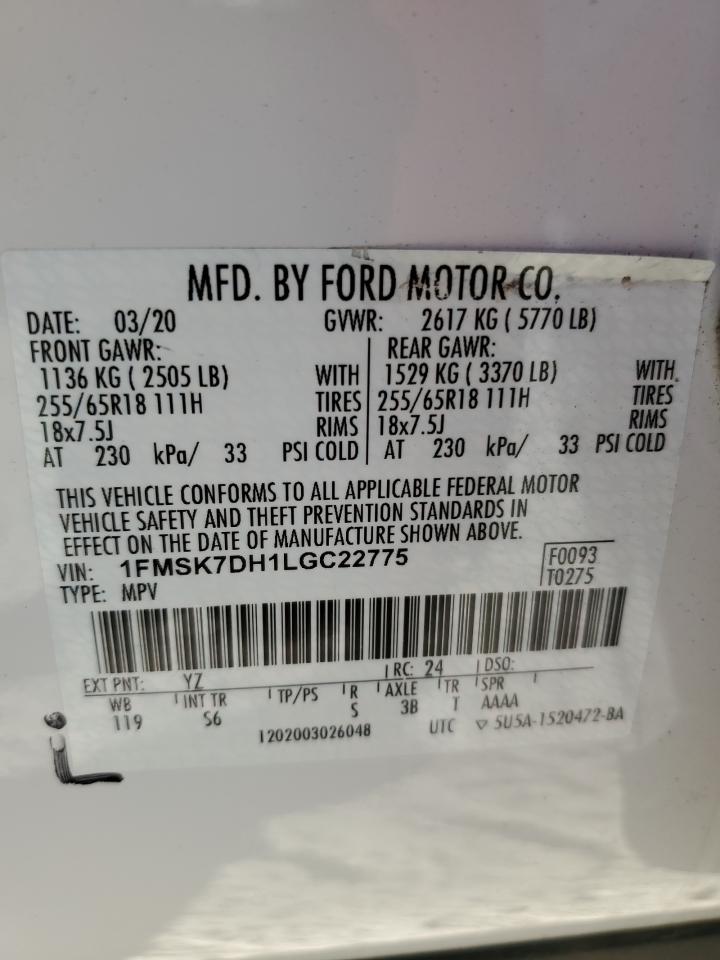 MFD. BY FORD MOTOR CO.
DATE: 03/20 GVWR: 2617 KG ( 5770 LB)
FRONT GAWR: REAR GAWR:
1136 KG ( 2505 LB) WITH 1529 KG ( 3370 LB) WITH
255/65R18 111H TIRES 255/65R18 111H TIRES
18x7.5J RIMS 18x7.5J RIMS
AT 230 kPa/ 33 PSI COLD AT 230 kPa/ 33 PSI COLD
THIS VEHICLE CONFORMS TO ALL APPLICABLE FEDERAL MOTOR
VEHICLE SAFETY AND THEFT PREVENTION STANDARDS IN
EFFECT ON THE DATE OF MANUFACTURE SHOWN ABOVE.
VIN: 1FMSK7DH1LGC22775 F0093
TYPE: MPV T0275
EXT PNT: YZ RC: 24 DSO:
WB INT TR TP/PS R AXLE TR SPR
119 S6 S 3B T AAAA
1202003026048 UTC ▽ 5U5A-1520472-BA